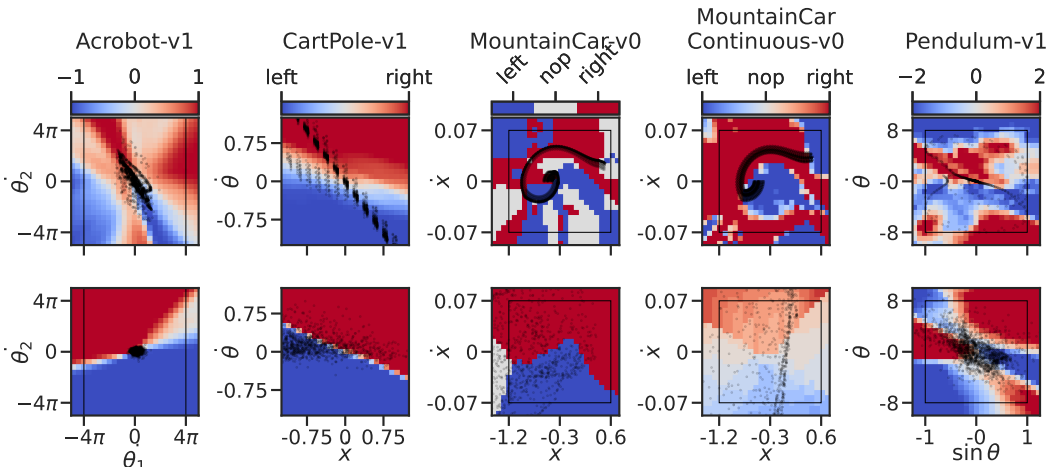 MountainCar
Acrobot-v1 CartPole-v1 MountainCar-v0 Continuous-v0 Pendulum-v1
−1 0 1 left right left nop right left nop right −2 0 2
4π 0.75 0.07 0.07 8
θ̇₂ 0 θ̇ 0 ẋ 0 ẋ 0 θ̇ -0
−4π -0.75 -0.07 -0.07 -8
4π 0.75 0.07 0.07 8
θ̇₂ 0 θ̇ 0 ẋ 0 ẋ 0 θ̇ -0
−4π -0.75 -0.07 -0.07 -8
−4π 0 4π -0.75 0 0.75 -1.2 -0.3 0.6 -1.2 -0.3 0.6 -1 0 1
θ₁ x x x sin θ